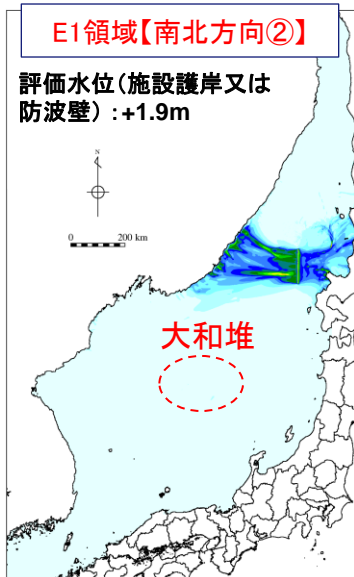 E1領域【南北方向②】
評価水位(施設護岸又は
防波壁）:+1.9m
N
0 200 km
大和堆